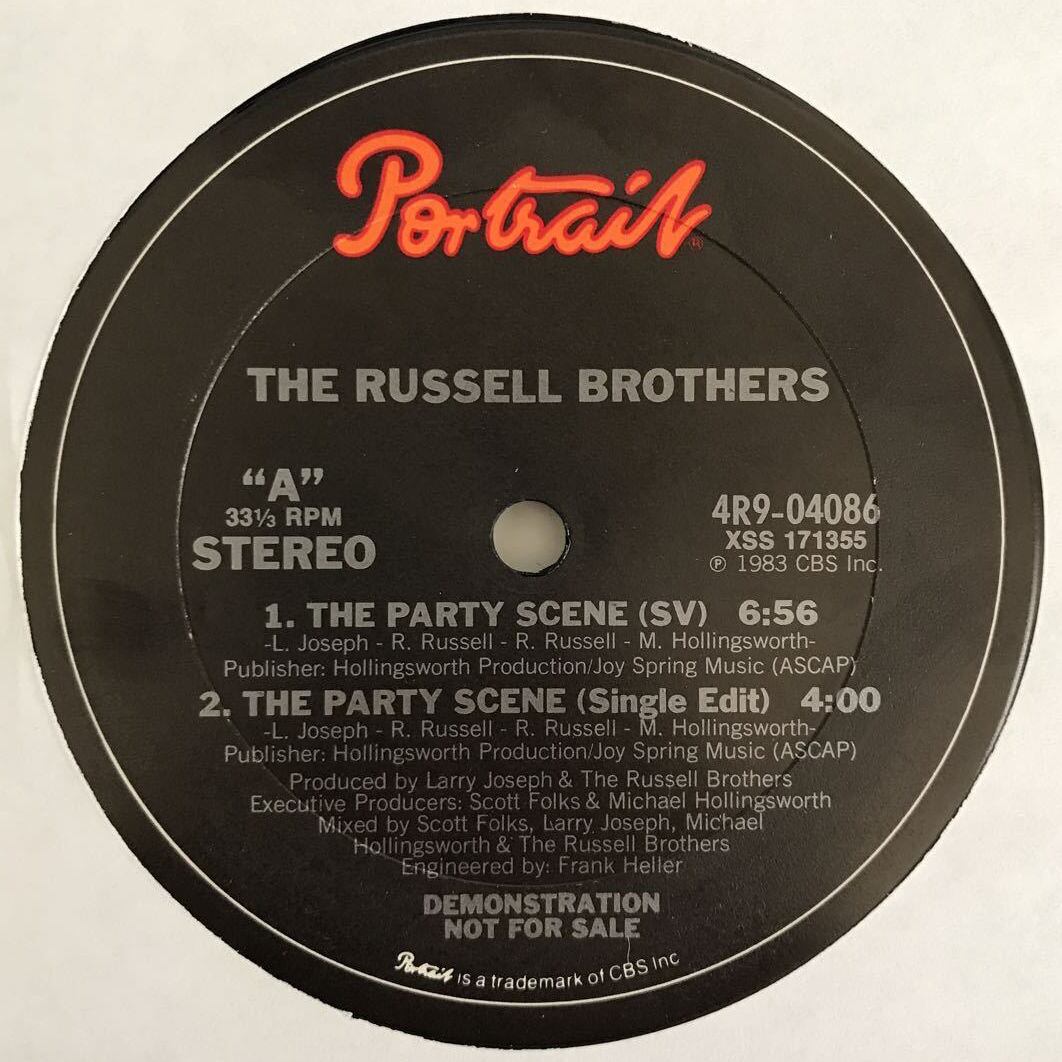 Portrait®
THE RUSSELL BROTHERS
“A”
33⅓ RPM
STEREO
4R9-04086
XSS 171355
℗ 1983 CBS Inc.
1. THE PARTY SCENE (SV) 6:56
-L. Joseph - R. Russell - R. Russell - M. Hollingsworth-
Publisher: Hollingsworth Production/Joy Spring Music (ASCAP)
2. THE PARTY SCENE (Single Edit) 4:00
-L. Joseph - R. Russell - R. Russell - M. Hollingsworth-
Publisher: Hollingsworth Production/Joy Spring Music (ASCAP)
Produced by Larry Joseph & The Russell Brothers
Executive Producers: Scott Folks & Michael Hollingsworth
Mixed by Scott Folks, Larry Joseph, Michael
Hollingsworth & The Russell Brothers
Engineered by: Frank Heller
DEMONSTRATION
NOT FOR SALE
Portrait is a trademark of CBS Inc